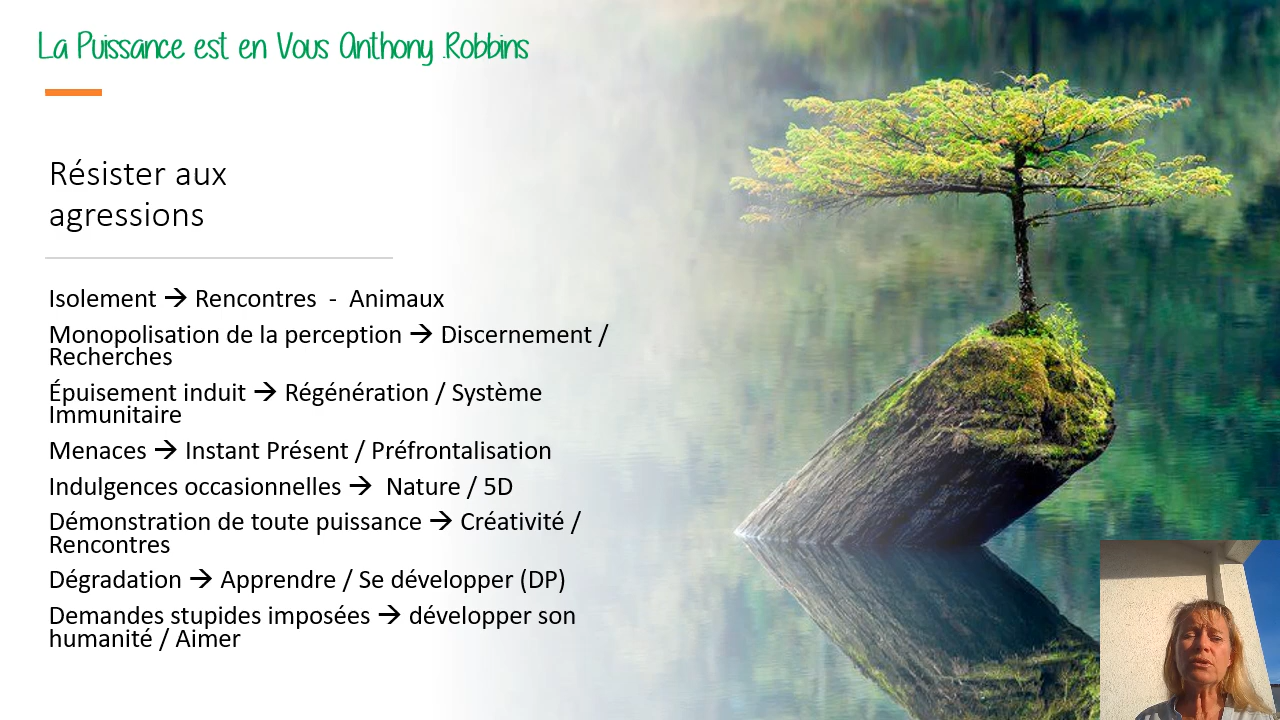 La Puissance est en Vous Anthony .Robbins
Résister aux
agressions
Isolement → Rencontres - Animaux
Monopolisation de la perception → Discernement /
Recherches
Épuisement induit → Régénération / Système
Immunitaire
Menaces → Instant Présent / Préfrontalisation
Indulgences occasionnelles → Nature / 5D
Démonstration de toute puissance → Créativité /
Rencontres
Dégradation → Apprendre / Se développer (DP)
Demandes stupides imposées → développer son
humanité / Aimer